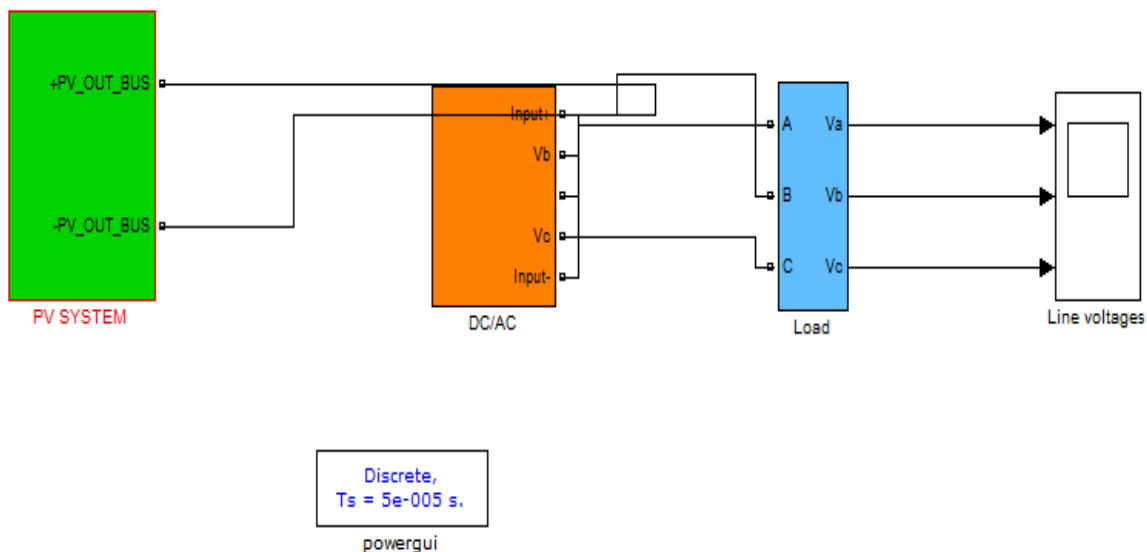 +PV_OUT_BUS
-PV_OUT_BUS
PV SYSTEM
Input+
Vb
Vc
Input-
DC/AC
A
Va
B
Vb
C
Vc
Load
Line voltages
Discrete,
Ts = 5e-005 s.
powergui